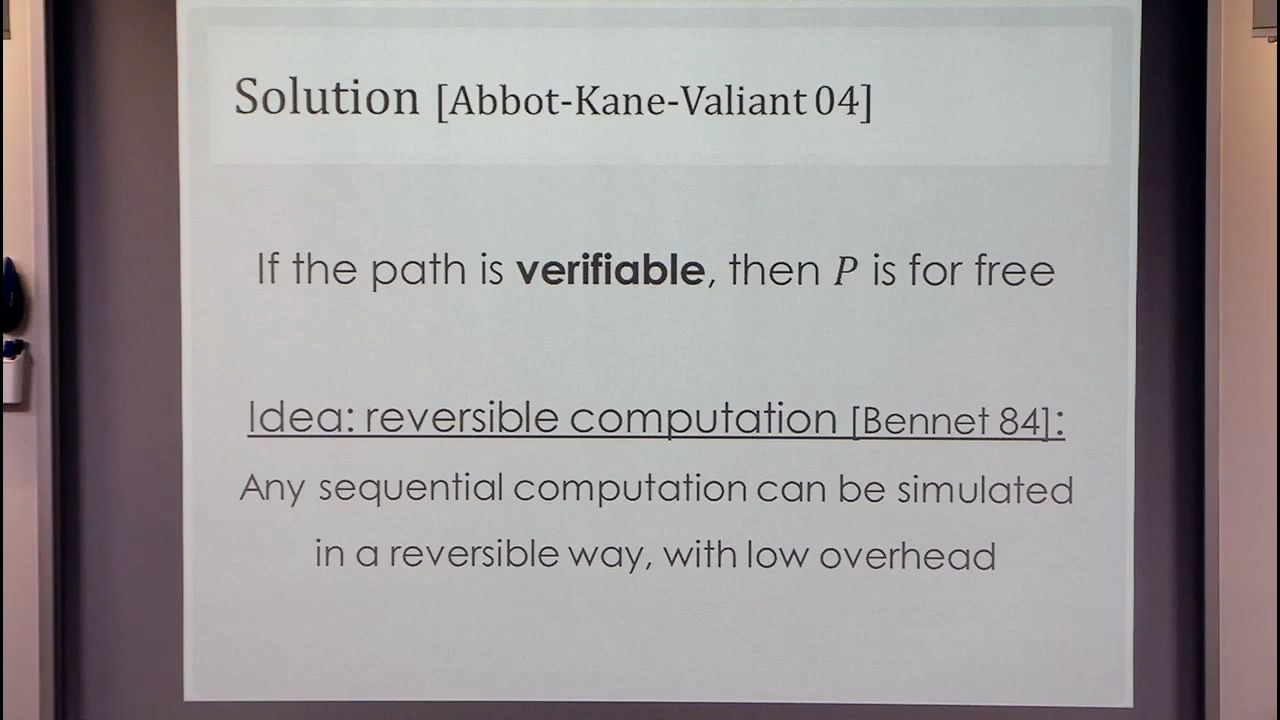 Solution [Abbot-Kane-Valiant 04]
If the path is verifiable, then P is for free
Idea: reversible computation [Bennet 84]:
Any sequential computation can be simulated
in a reversible way, with low overhead